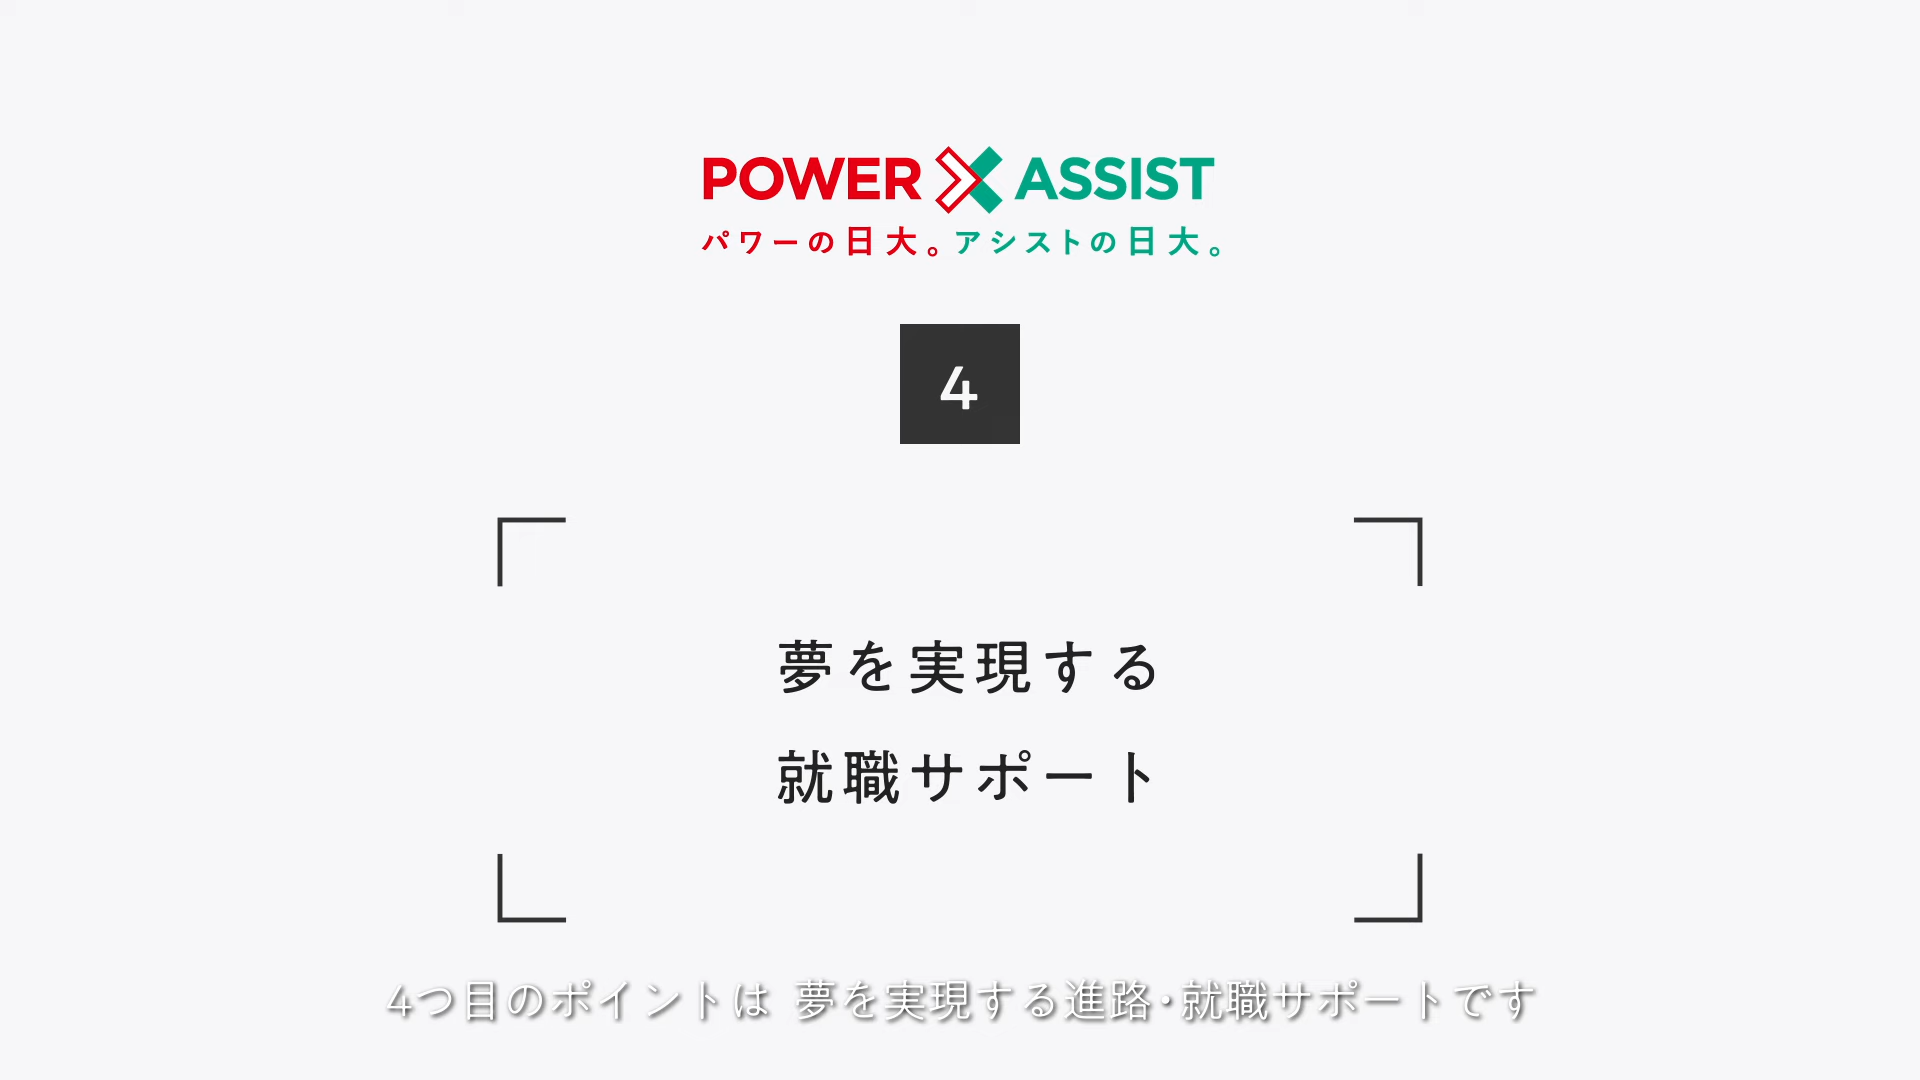 POWER X ASSIST
パワーの日大。アシストの日大。
4
夢を実現する
就職サポート
4つ目のポイントは 夢を実現する進路・就職サポートです